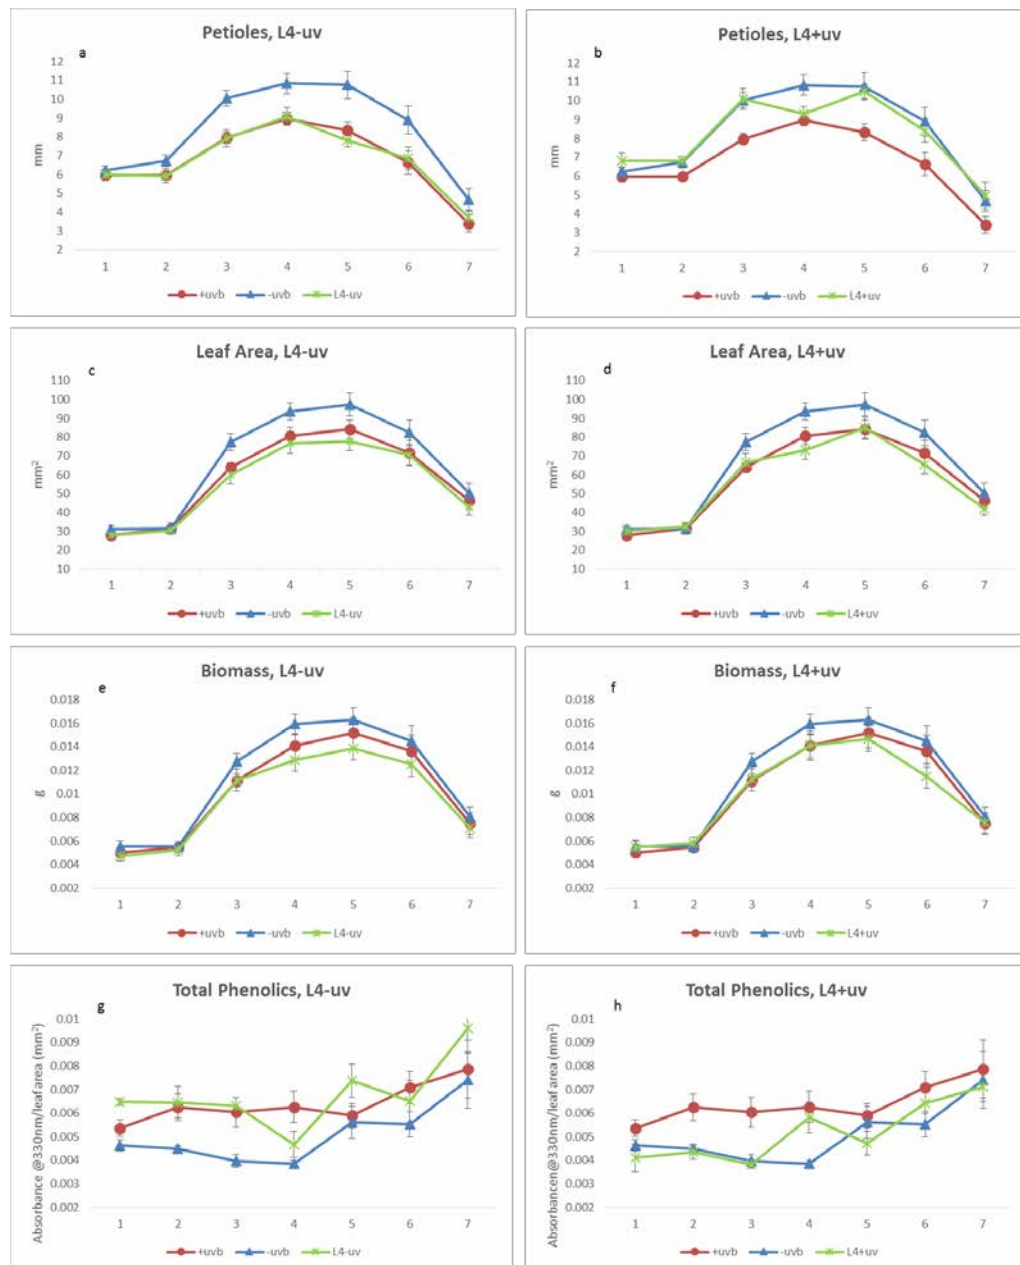 Petioles, L4-uv
a
12
11
10
9
8
7
6
5
4
3
2
mm
1 2 3 4 5 6 7
+uvb -uvb L4-uv
Petioles, L4+uv
b
12
11
10
9
8
7
6
5
4
3
2
mm
1 2 3 4 5 6 7
+uvb -uvb L4+uv
Leaf Area, L4-uv
c
110
100
90
80
70
60
50
40
30
20
10
mm²
1 2 3 4 5 6 7
+uvb -uvb L4-uv
Leaf Area, L4+uv
d
110
100
90
80
70
60
50
40
30
20
10
mm²
1 2 3 4 5 6 7
+uvb -uvb L4+uv
Biomass, L4-uv
e
0.018
0.016
0.014
0.012
0.01
0.008
0.006
0.004
0.002
g
1 2 3 4 5 6 7
+uvb -uvb L4-uv
Biomass, L4+uv
f
0.018
0.016
0.014
0.012
0.01
0.008
0.006
0.004
0.002
g
1 2 3 4 5 6 7
+uvb -uvb L4+uv
Total Phenolics, L4-uv
g
0.01
0.009
0.008
0.007
0.006
0.005
0.004
0.003
0.002
Absorbance @330nm/leaf area (mm²)
1 2 3 4 5 6 7
+uvb -uvb L4-uv
Total Phenolics, L4+uv
h
0.01
0.009
0.008
0.007
0.006
0.005
0.004
0.003
0.002
Absorbancen@330nm/leaf area (mm²)
1 2 3 4 5 6 7
+uvb -uvb L4+uv